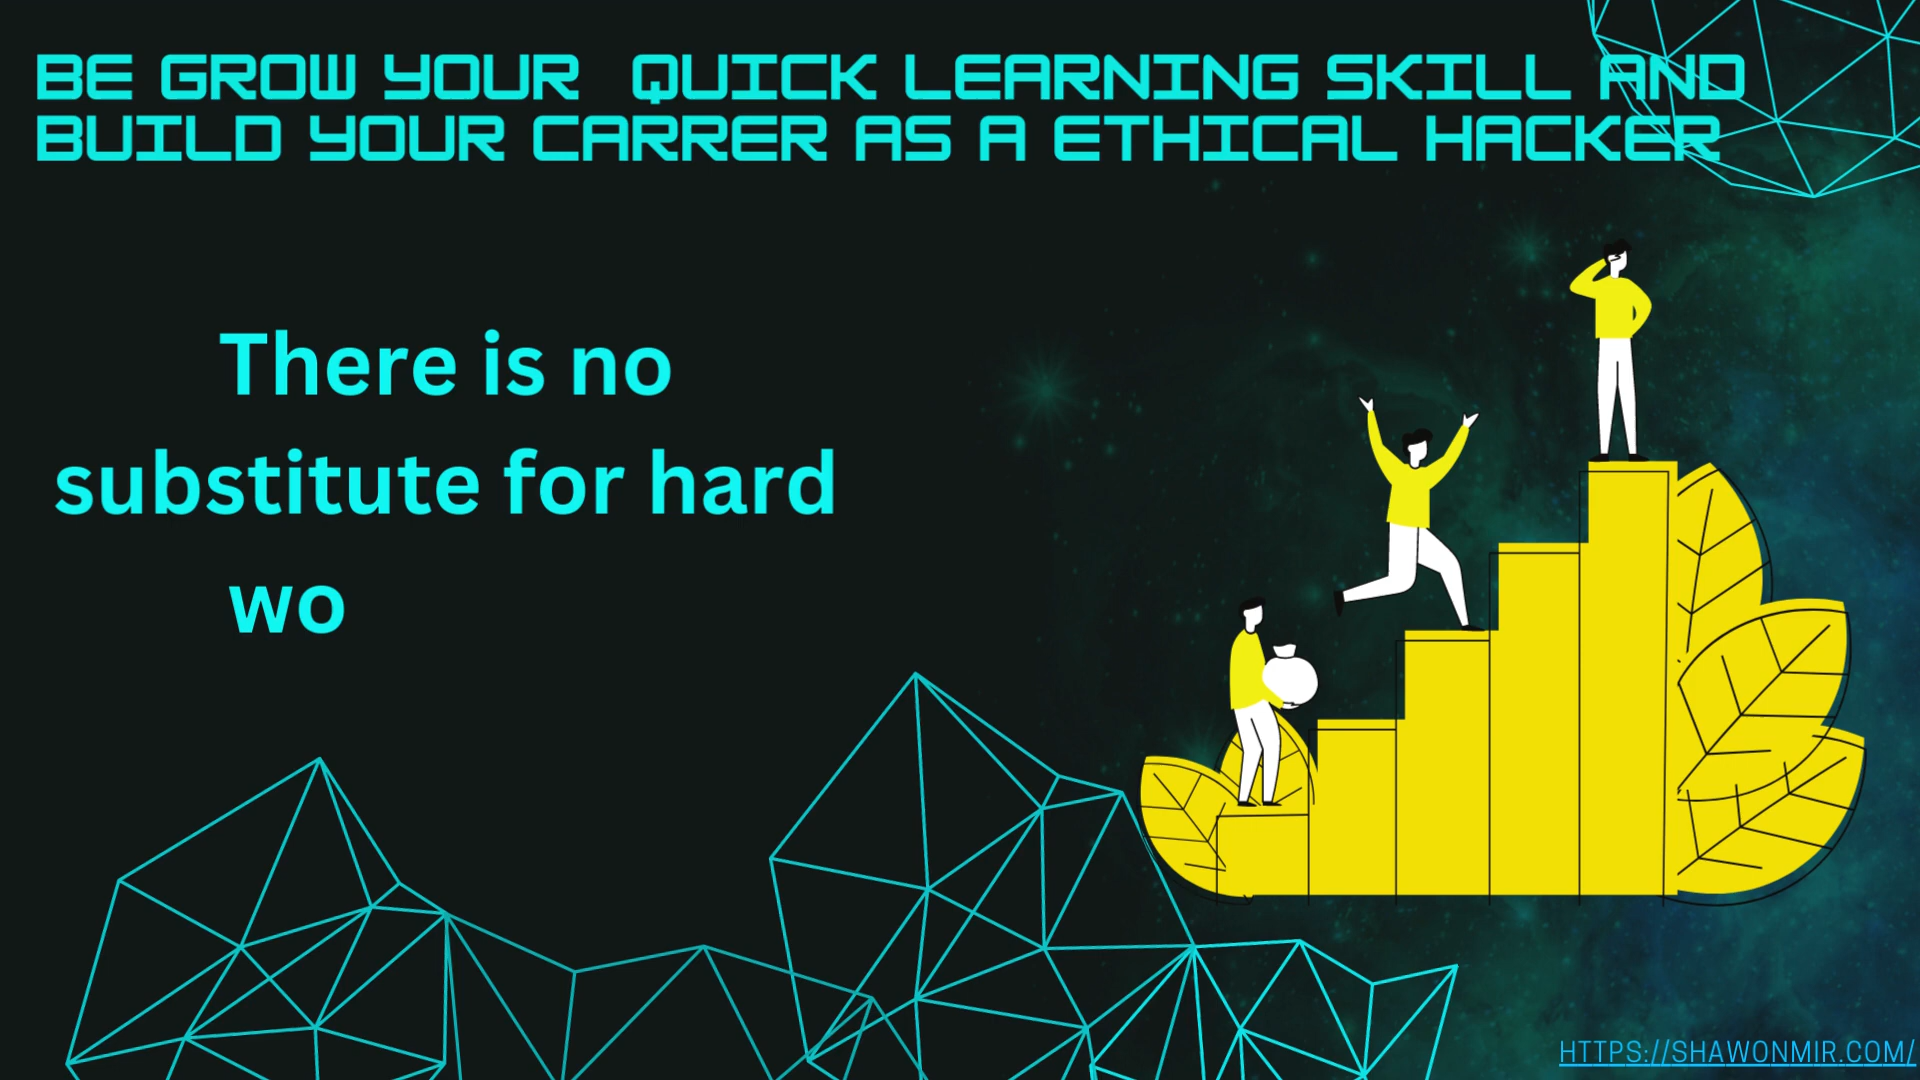 BE GROW YOUR QUICK LEARNING SKILL AND
BUILD YOUR CARRER AS A ETHICAL HACKER
There is no
substitute for hard
wo
HTTPS://SHAWONMIR.COM/